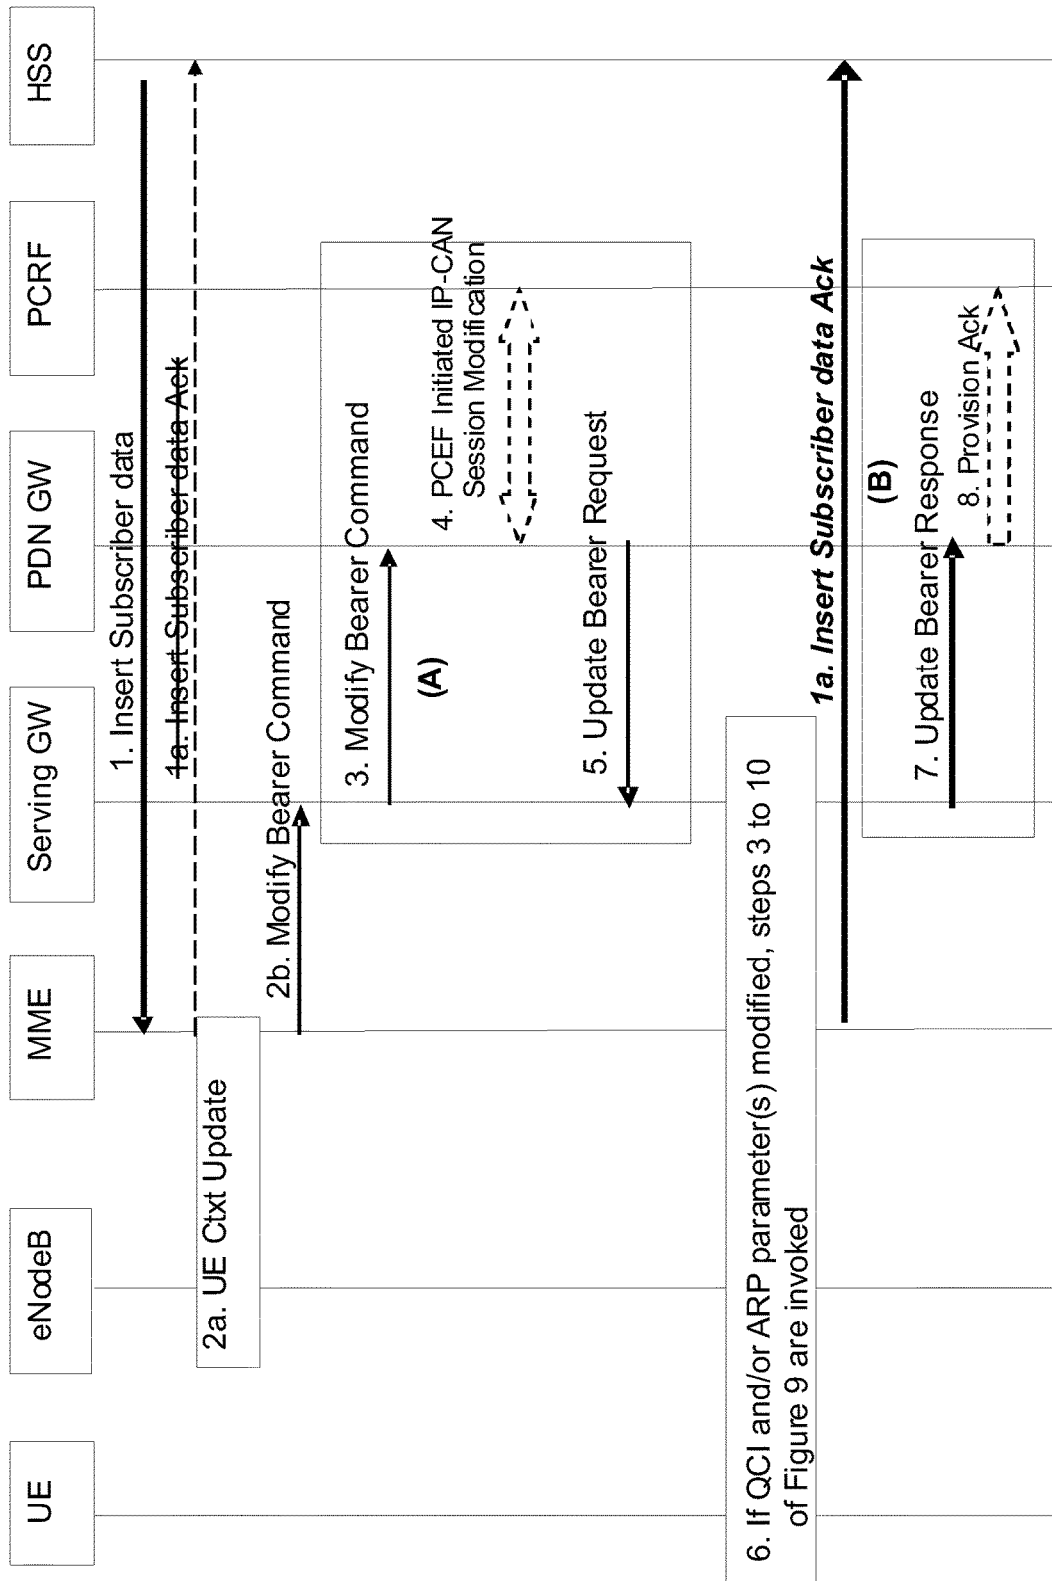 UE
eNodeB
MME
Serving GW
PDN GW
PCRF
HSS
1. Insert Subscriber data
1a. Insert Subscriber data Ack
2a. UE Ctxt Update
2b. Modify Bearer Command
3. Modify Bearer Command
(A)
4. PCEF Initiated IP-CAN
Session Modification
5. Update Bearer Request
6. If QCI and/or ARP parameter(s) modified, steps 3 to 10
of Figure 9 are invoked
1a. Insert Subscriber data Ack
(B)
7. Update Bearer Response
8. Provision Ack